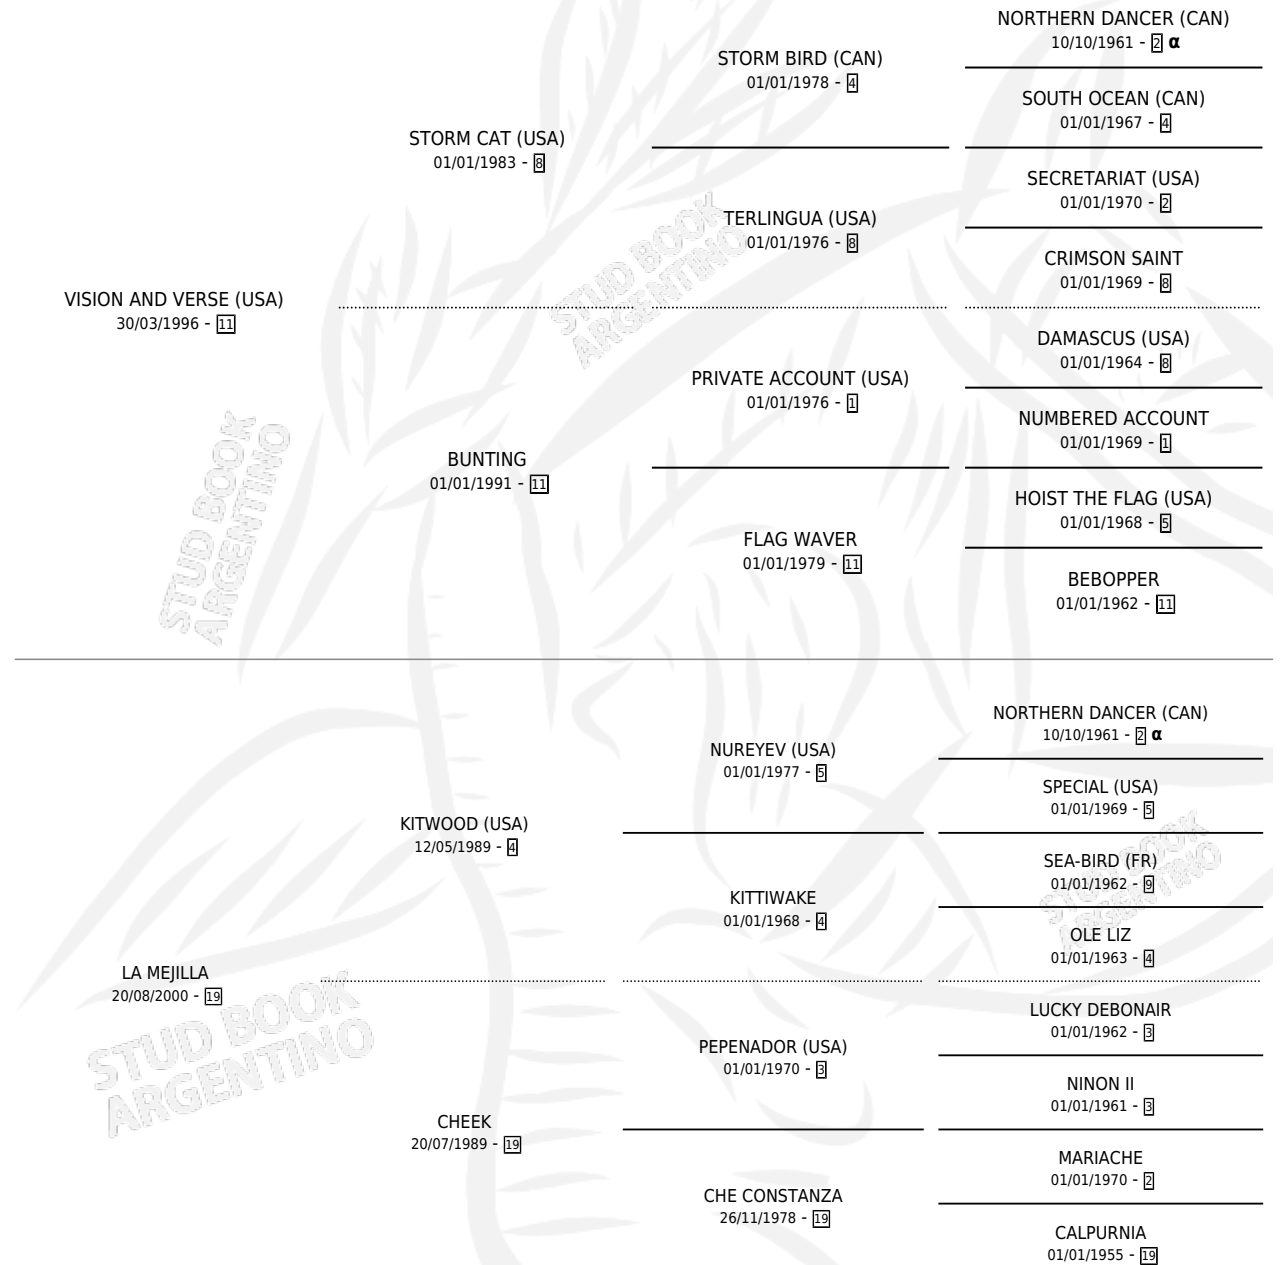 NORTHERN DANCER (CAN)
10/10/1961 - 2 α
STORM BIRD (CAN)
01/01/1978 - 4
SOUTH OCEAN (CAN)
01/01/1967 - 4
STORM CAT (USA)
01/01/1983 - 8
SECRETARIAT (USA)
01/01/1970 - 2
TERLINGUA (USA)
01/01/1976 - 8
CRIMSON SAINT
01/01/1969 - 8
STUD BOOK
ARGENTINO
VISION AND VERSE (USA)
30/03/1996 - 11
DAMASCUS (USA)
01/01/1964 - 8
PRIVATE ACCOUNT (USA)
01/01/1976 - 1
NUMBERED ACCOUNT
01/01/1969 - 1
BUNTING
01/01/1991 - 11
HOIST THE FLAG (USA)
01/01/1968 - 5
FLAG WAVER
01/01/1979 - 11
BEBOPPER
01/01/1962 - 11
STUD BOOK
ARGENTINO
NORTHERN DANCER (CAN)
10/10/1961 - 2 α
NUREYEV (USA)
01/01/1977 - 5
SPECIAL (USA)
01/01/1969 - 5
KITWOOD (USA)
12/05/1989 - 4
SEA-BIRD (FR)
01/01/1962 - 9
KITTIWAKE
01/01/1968 - 4
OLE LIZ
01/01/1963 - 4
STUD BOOK
ARGENTINO
LA MEJILLA
20/08/2000 - 19
LUCKY DEBONAIR
01/01/1962 - 3
PEPENADOR (USA)
01/01/1970 - 3
NINON II
01/01/1961 - 3
CHEEK
20/07/1989 - 19
MARIACHE
01/01/1970 - 2
CHE CONSTANZA
26/11/1978 - 19
CALPURNIA
01/01/1955 - 19
STUD BOOK
ARGENTINO